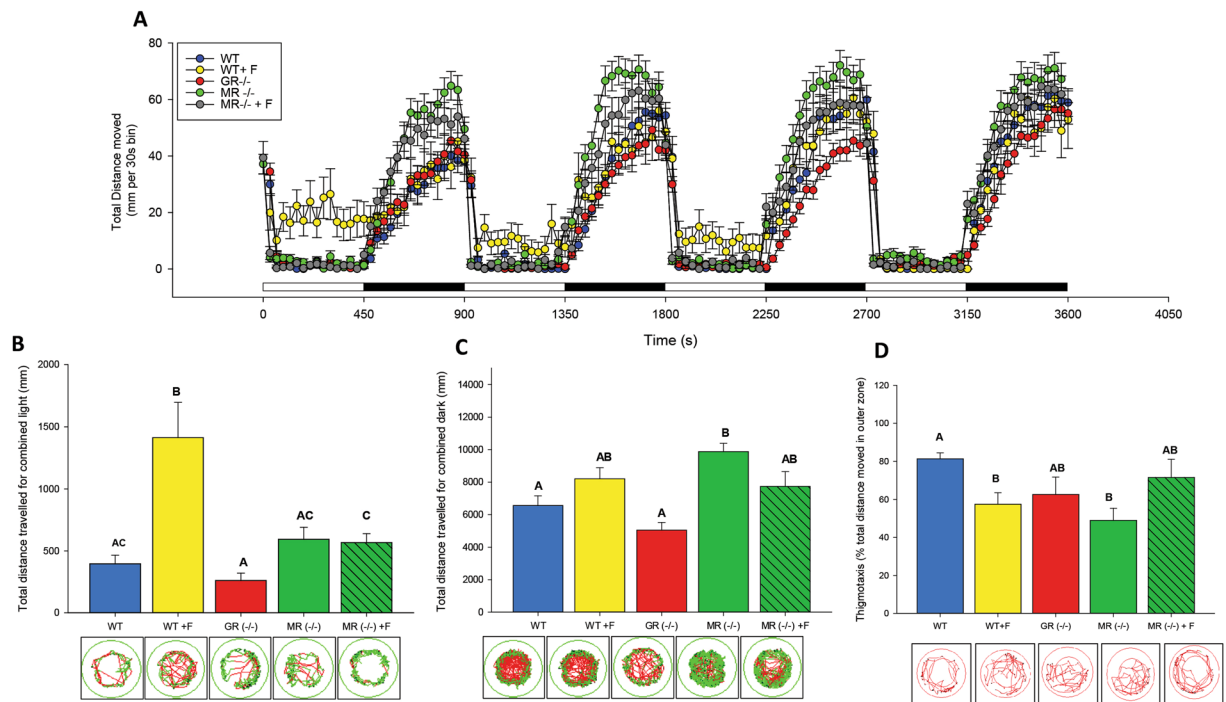 A
Total Distance moved
(mm per 30s bin)
80
60
40
20
0
WT
WT+ F
GR-/-
MR -/-
MR-/- + F
0
450
900
1350
1800
2250
2700
3150
3600
4050
Time (s)
B
Total distance travelled for combined light (mm)
2000
1500
1000
500
0
AC
B
A
AC
C
WT
WT +F
GR (-/-)
MR (-/-)
MR (-/-) +F
C
Total distance travelled for combined dark (mm)
14000
12000
10000
8000
6000
4000
2000
0
A
AB
A
B
AB
WT
WT +F
GR (-/-)
MR (-/-)
MR (-/-) +F
D
Thigmotaxis (% total distance moved in outer zone)
120
100
80
60
40
20
0
A
B
AB
B
AB
WT
WT+F
GR (-/-)
MR (-/-)
MR (-/-) + F